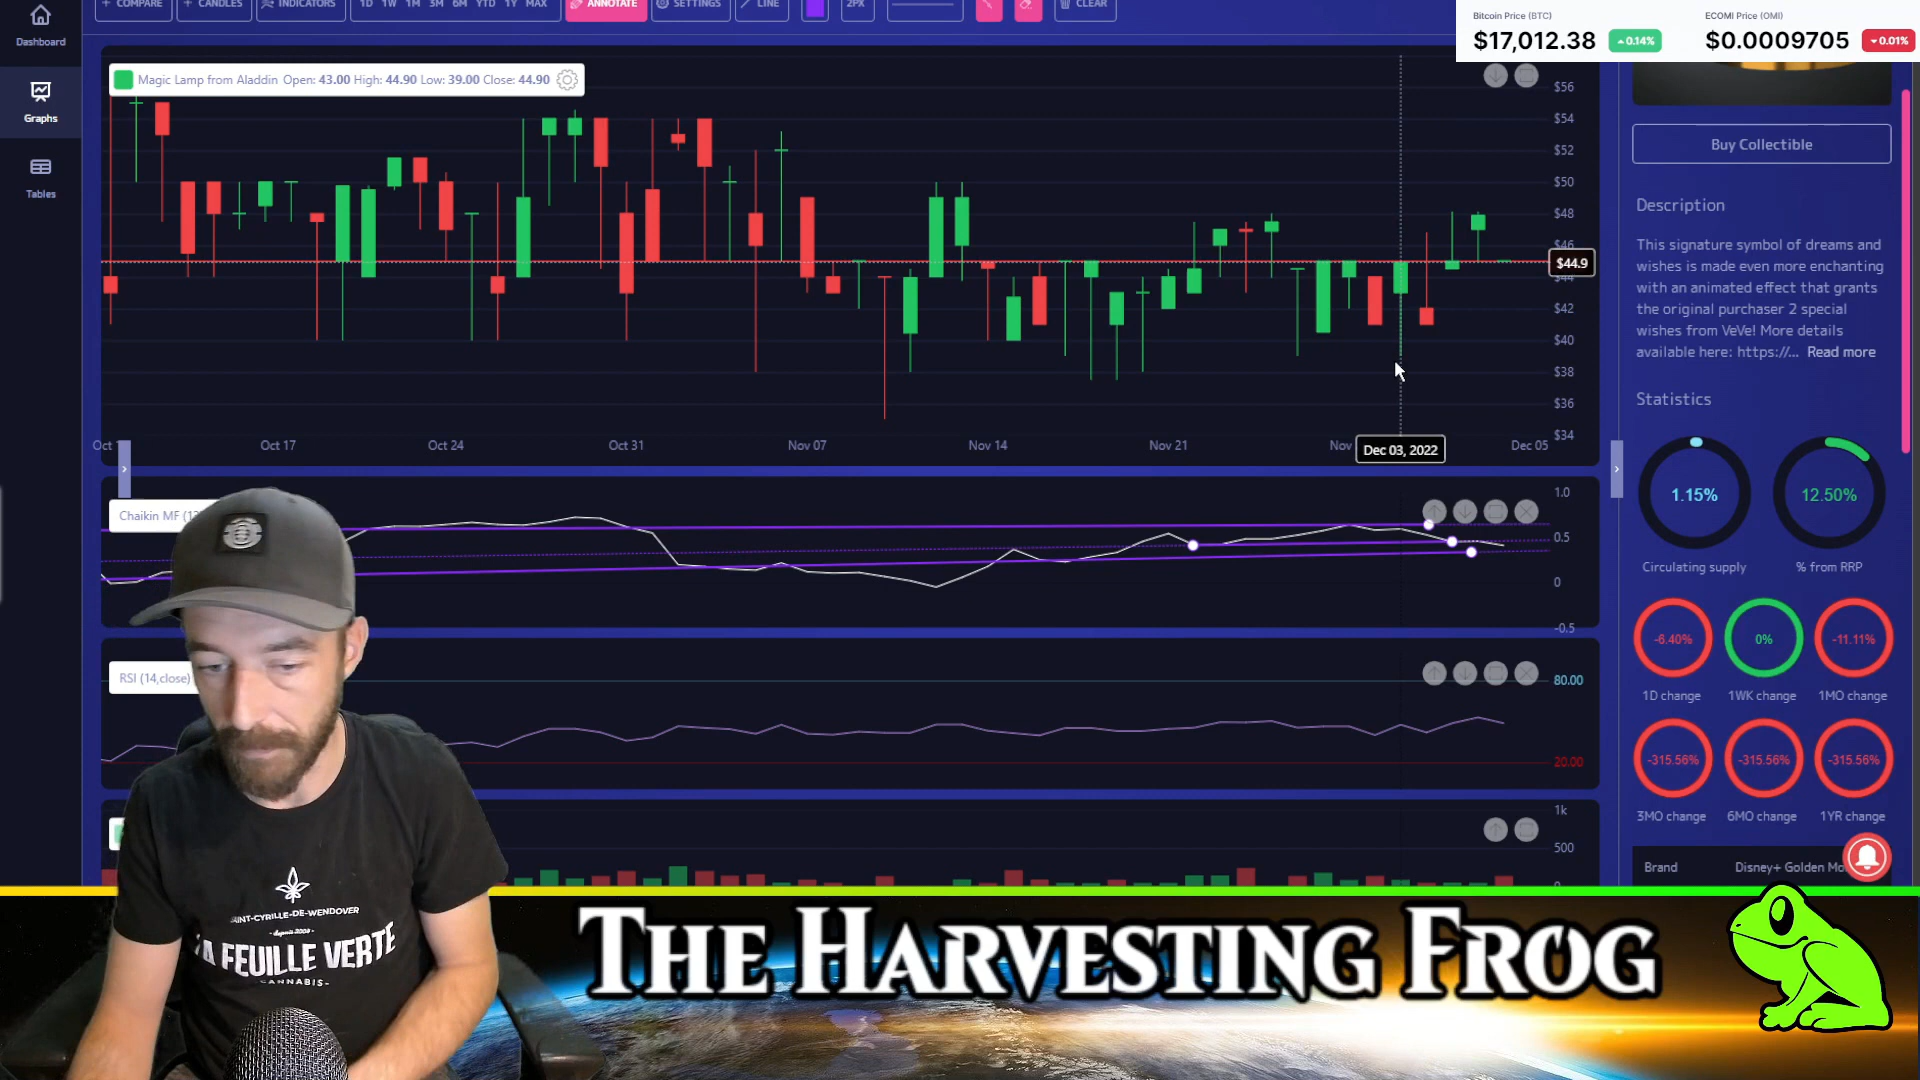 Dashboard
Graphs
Tables
+ COMPARE
+ CANDLES
INDICATORS
1D 1W 1M 3M 6M YTD 1Y MAX
ANNOTATE
SETTINGS
LINE
2PX
CLEAR
Bitcoin Price (BTC)
$17,012.38
0.14%
ECOMI Price (OMI)
$0.0009705
0.01%
Magic Lamp from Aladdin Open: 43.00 High: 44.90 Low: 39.00 Close: 44.90
$56
$54
$52
$50
$48
$46
$44.9
$44
$42
$40
$38
$36
$34
Oct 17
Oct 24
Oct 31
Nov 07
Nov 14
Nov 21
Nov
Dec 03, 2022
Dec 05
Chaikin MF
1.0
0.5
0
-0.5
RSI (14,close)
80.00
20.00
1k
500
0
Buy Collectible
Description
This signature symbol of dreams and
wishes is made even more enchanting
with an animated effect that grants
the original purchaser 2 special
wishes from VeVe! More details
available here: https://... Read more
Statistics
1.15%
12.50%
Circulating supply
% from RRP
-6.40%
0%
-11.11%
1D change
1WK change
1MO change
-315.56%
-315.56%
-315.56%
3MO change
6MO change
1YR change
Brand
Disney+ Golden Mo
AINT-CYRILLE-DE-WENDOVER
A FEUILLE VERTE
CANNABIS-
THE HARVESTING FROG